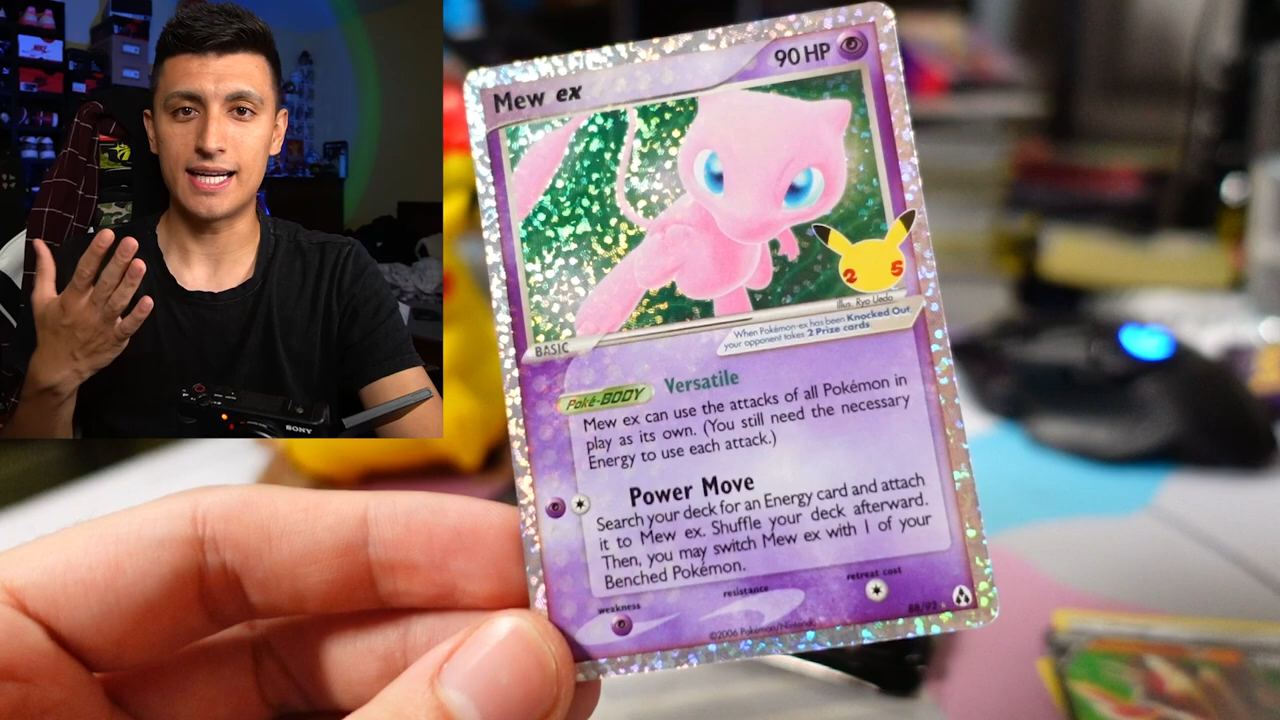 Mew ex
90 HP
2 5
Illus. Ryo Ueda
BASIC
When Pokémon-ex has been Knocked Out,
your opponent takes 2 Prize cards
Poké-BODY Versatile
Mew ex can use the attacks of all Pokémon in
play as its own. (You still need the necessary
Energy to use each attack.)
Power Move
Search your deck for an Energy card and attach
it to Mew ex. Shuffle your deck afterward.
Then, you may switch Mew ex with 1 of your
Benched Pokémon.
weakness
resistance
retreat cost
88/92
©2006 Pokémon/Nintendo
SONY